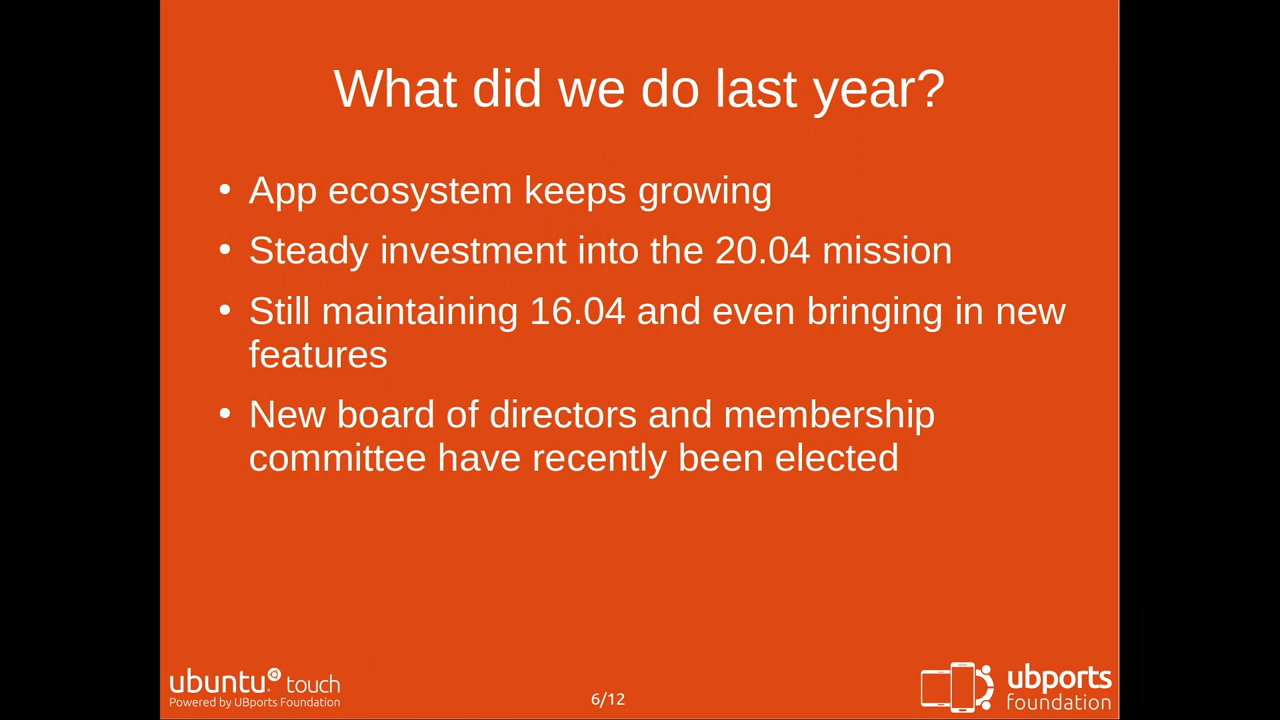 What did we do last year?
• App ecosystem keeps growing
• Steady investment into the 20.04 mission
• Still maintaining 16.04 and even bringing in new
features
• New board of directors and membership
committee have recently been elected
ubuntu touch
Powered by UBports Foundation
6/12
ubports
foundation